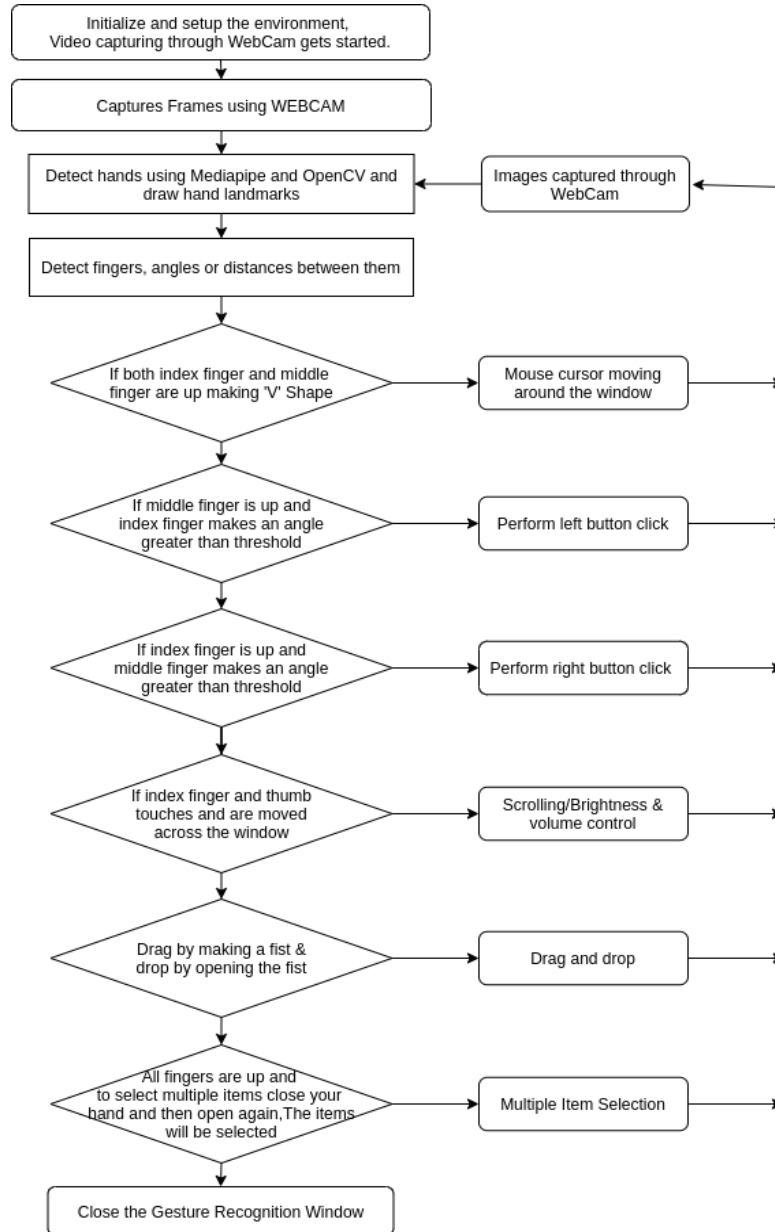 Initialize and setup the environment,
Video capturing through WebCam gets started.
Captures Frames using WEBCAM
Detect hands using Mediapipe and OpenCV and
draw hand landmarks
Images captured through
WebCam
Detect fingers, angles or distances between them
If both index finger and middle
finger are up making 'V' Shape
Mouse cursor moving
around the window
If middle finger is up and
index finger makes an angle
greater than threshold
Perform left button click
If index finger is up and
middle finger makes an angle
greater than threshold
Perform right button click
If index finger and thumb
touches and are moved
across the window
Scrolling/Brightness &
volume control
Drag by making a fist &
drop by opening the fist
Drag and drop
All fingers are up and
to select multiple items close your
hand and then open again,The items
will be selected
Multiple Item Selection
Close the Gesture Recognition Window